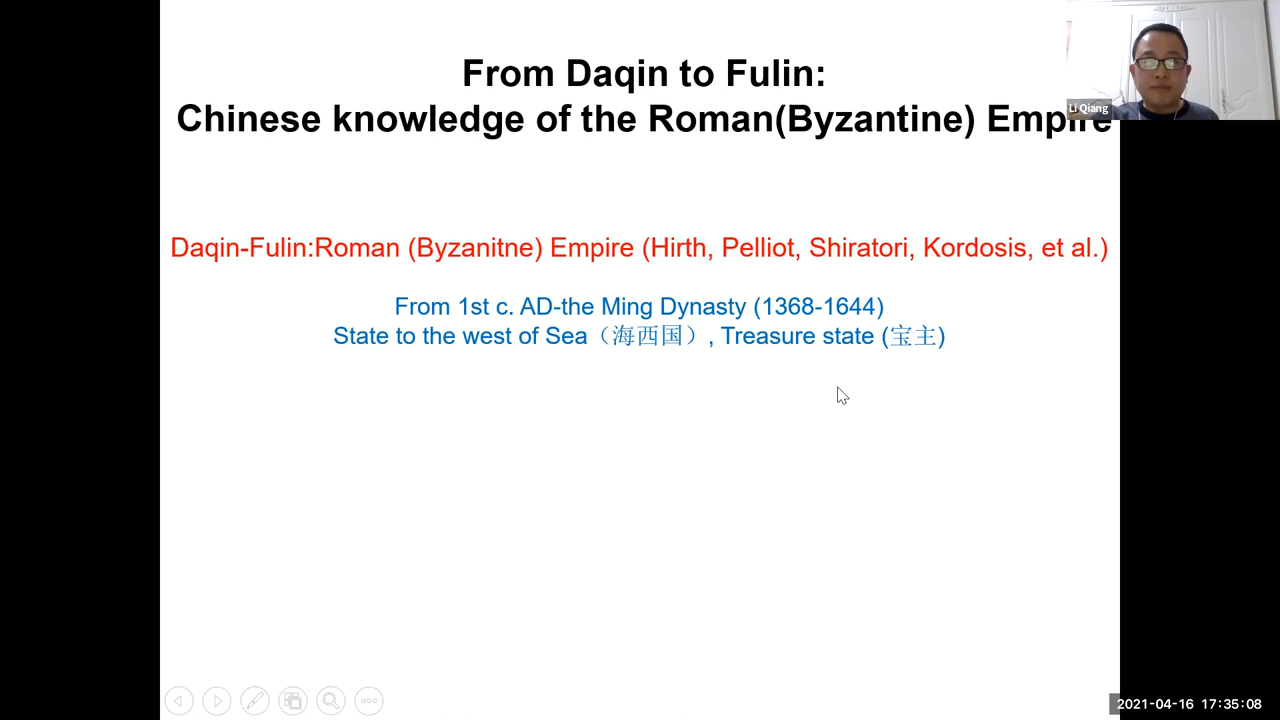 From Daqin to Fulin:
Chinese knowledge of the Roman(Byzantine) Empire
Li Qiang
Daqin-Fulin:Roman (Byzanitne) Empire (Hirth, Pelliot, Shiratori, Kordosis, et al.)
From 1st c. AD-the Ming Dynasty (1368-1644)
State to the west of Sea（海西国）, Treasure state (宝主)
2021-04-16 17:35:08